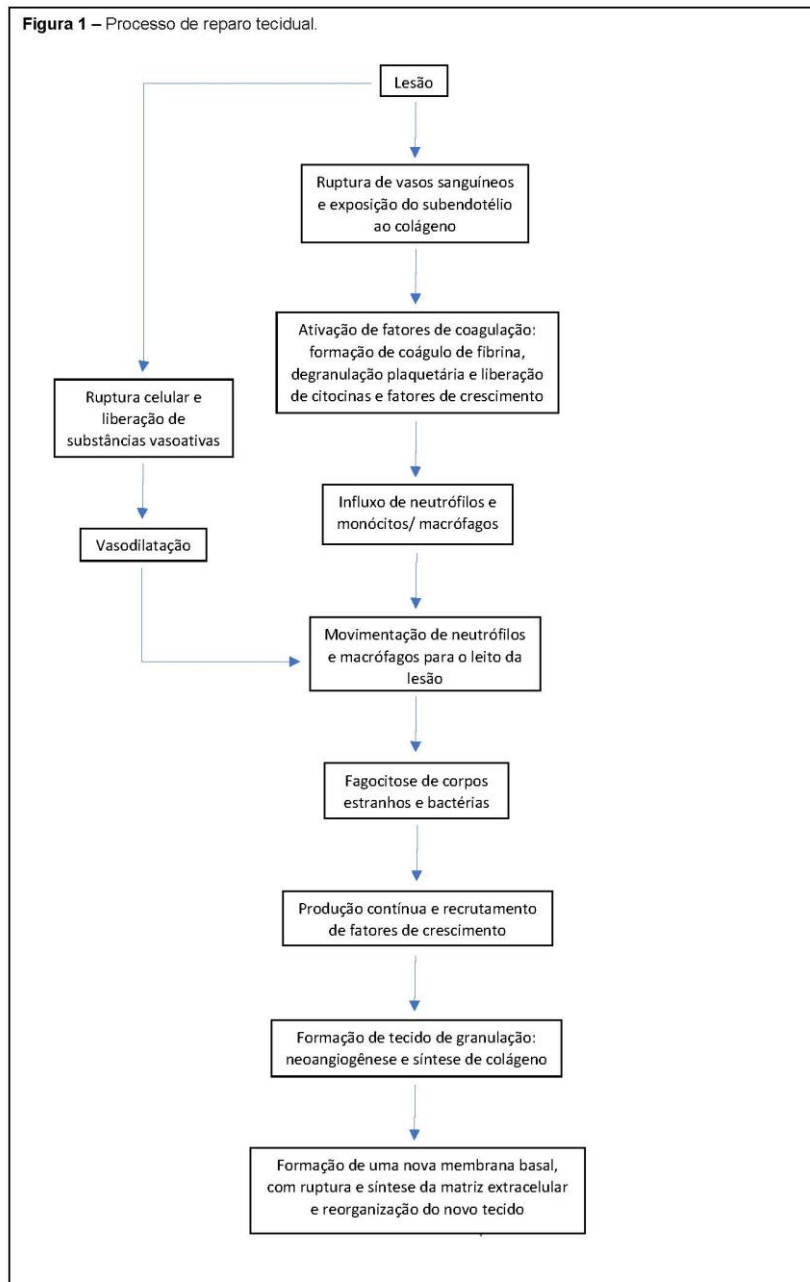 Figura 1 – Processo de reparo tecidual.
Lesão
Ruptura de vasos sanguíneos
e exposição do subendotélio
ao colágeno
Ativação de fatores de coagulação:
formação de coágulo de fibrina,
degranulação plaquetária e liberação
de citocinas e fatores de crescimento
Ruptura celular e
liberação de
substâncias vasoativas
Influxo de neutrófilos e
monócitos/ macrófagos
Vasodilatação
Movimentação de neutrófilos
e macrófagos para o leito da
lesão
Fagocitose de corpos
estranhos e bactérias
Produção contínua e recrutamento
de fatores de crescimento
Formação de tecido de granulação:
neoangiogênese e síntese de colágeno
Formação de uma nova membrana basal,
com ruptura e síntese da matriz extracelular
e reorganização do novo tecido